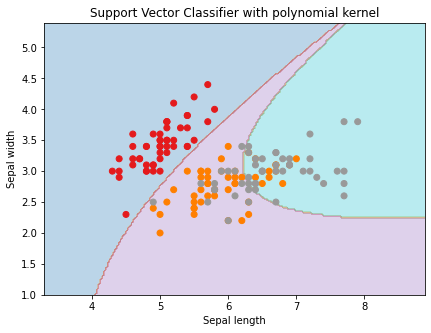 Support Vector Classifier with polynomial kernel
5.0
4.5
4.0
3.5
3.0
2.5
2.0
1.5
1.0
Sepal width
4 5 6 7 8
Sepal length